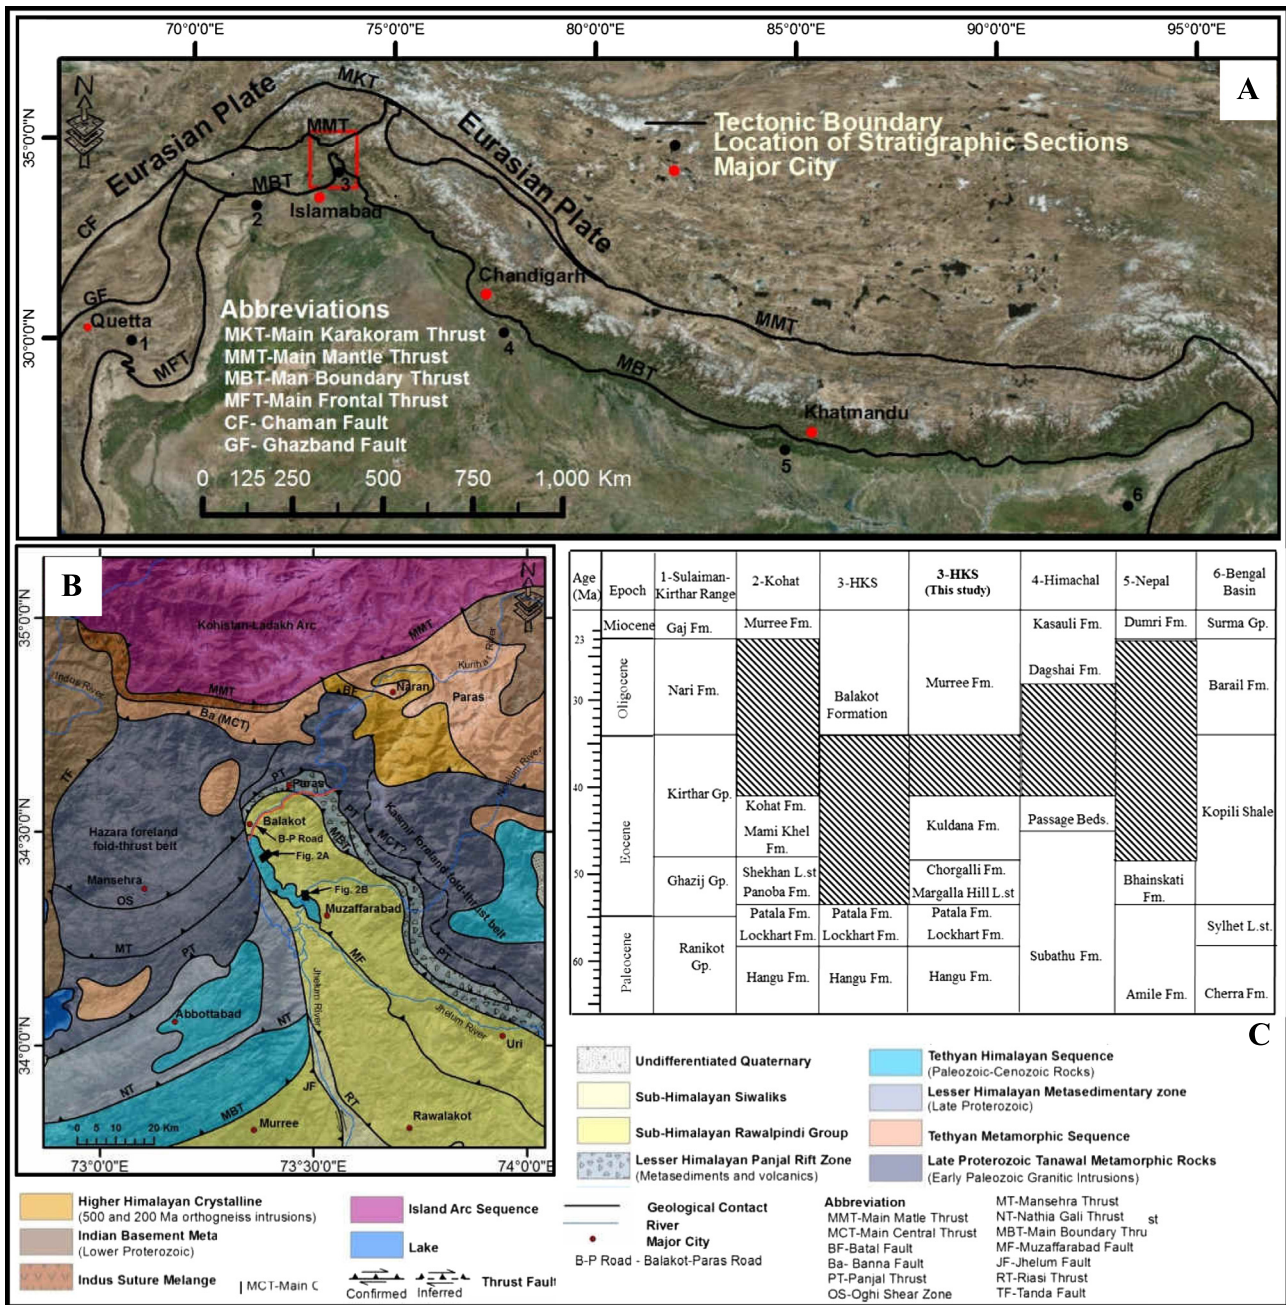 70°0'0"E 75°0'0"E 80°0'0"E 85°0'0"E 90°0'0"E 95°0'0"E
A
N
35°0'0"N
30°0'0"N
Eurasian Plate
MKT
MMT
Eurasian Plate
Tectonic Boundary
Location of Stratigraphic Sections
Major City
MBT
3
2
Islamabad
CF
GF
Quetta
1
MFT
Chandigarh
4
MMT
MBT
Khatmandu
5
6
Abbreviations
MKT-Main Karakoram Thrust
MMT-Main Mantle Thrust
MBT-Man Boundary Thrust
MFT-Main Frontal Thrust
CF- Chaman Fault
GF- Ghazband Fault
0 125 250 500 750 1,000 Km
B
N
35°0'0"N
34°30'0"N
34°0'0"N
Kohistan-Ladakh Arc
MMT
Indus River
MMT
BF
Naran
Paras
Ba (MCT)
TF
PT
Paras
Balakot
B-P Road
PT
MBT
MCT?
Kasmir foreland fold-thrust belt
Hazara foreland
fold-thrust belt
Fig. 2A
Mansehra
OS
Fig. 2B
Muzaffarabad
MT
PT
MF
PT
Jhelum River
Jhelum River
Abbottabad
NT
Uri
NT
JF
RT
MBT
Murree
Rawalakot
0 5 10 20 Km
73°0'0"E 73°30'0"E 74°0'0"E
Age
(Ma)
Epoch
1-Sulaiman-
Kirthar Range
2-Kohat
3-HKS
3-HKS
(This study)
4-Himachal
5-Nepal
6-Bengal
Basin
Miocene Gaj Fm. Murree Fm. Kasauli Fm. Dumri Fm. Surma Gp.
23
Oligocene
30
Nari Fm.
Balakot
Formation
Murree Fm.
Dagshai Fm.
Barail Fm.
Eocene
40
Kirthar Gp.
Kohat Fm.
Mami Khel
Fm.
Kuldana Fm.
Passage Beds.
Kopili Shale
50
Ghazij Gp.
Shekhan L.st
Panoba Fm.
Chorgalli Fm.
Margalla Hill L.st
Bhainskati
Fm.
Paleocene
60
Ranikot
Gp.
Patala Fm. Patala Fm. Patala Fm.
Lockhart Fm. Lockhart Fm. Lockhart Fm.
Hangu Fm. Hangu Fm. Hangu Fm.
Subathu Fm.
Amile Fm.
Sylhet L.st.
Cherra Fm.
C
Undifferentiated Quaternary
Sub-Himalayan Siwaliks
Sub-Himalayan Rawalpindi Group
Lesser Himalayan Panjal Rift Zone
(Metasediments and volcanics)
Tethyan Himalayan Sequence
(Paleozoic-Cenozoic Rocks)
Lesser Himalayan Metasedimentary zone
(Late Proterozoic)
Tethyan Metamorphic Sequence
Late Proterozoic Tanawal Metamorphic Rocks
(Early Paleozoic Granitic Intrusions)
Higher Himalayan Crystalline
(500 and 200 Ma orthogneiss intrusions)
Indian Basement Meta
(Lower Proterozoic)
Indus Suture Melange
MCT-Main C
Island Arc Sequence
Lake
Confirmed Inferred
Thrust Fault
Geological Contact
River
Major City
B-P Road - Balakot-Paras Road
Abbreviation
MMT-Main Matle Thrust
MCT-Main Central Thrust
BF-Batal Fault
Ba- Banna Fault
PT-Panjal Thrust
OS-Oghi Shear Zone
MT-Mansehra Thrust
NT-Nathia Gali Thrust
st
MBT-Main Boundary Thru
MF-Muzaffarabad Fault
JF-Jhelum Fault
RT-Riasi Thrust
TF-Tanda Fault